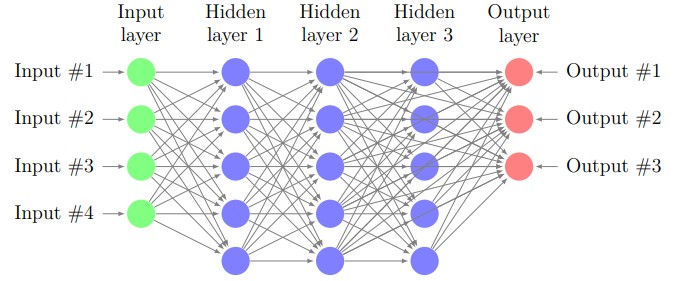 Input
layer
Hidden
layer 1
Hidden
layer 2
Hidden
layer 3
Output
layer
Input #1
Input #2
Input #3
Input #4
Output #1
Output #2
Output #3